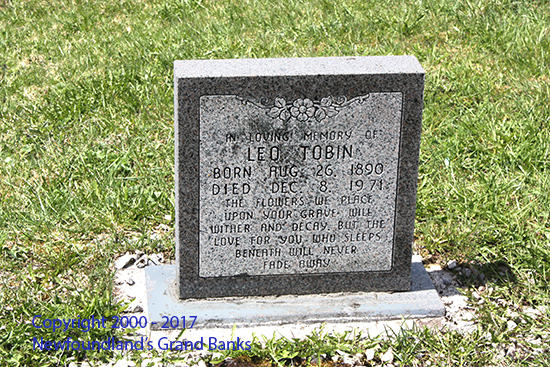 IN LOVING MEMORY OF
LEO TOBIN
BORN AUG. 26, 1890
DIED DEC. 8, 1971
THE FLOWERS WE PLACE
UPON YOUR GRAVE WILL
WITHER AND DECAY BUT THE
LOVE FOR YOU WHO SLEEPS
BENEATH WILL NEVER
FADE AWAY
Copyright 2000 - 2017
Newfoundland's Grand Banks